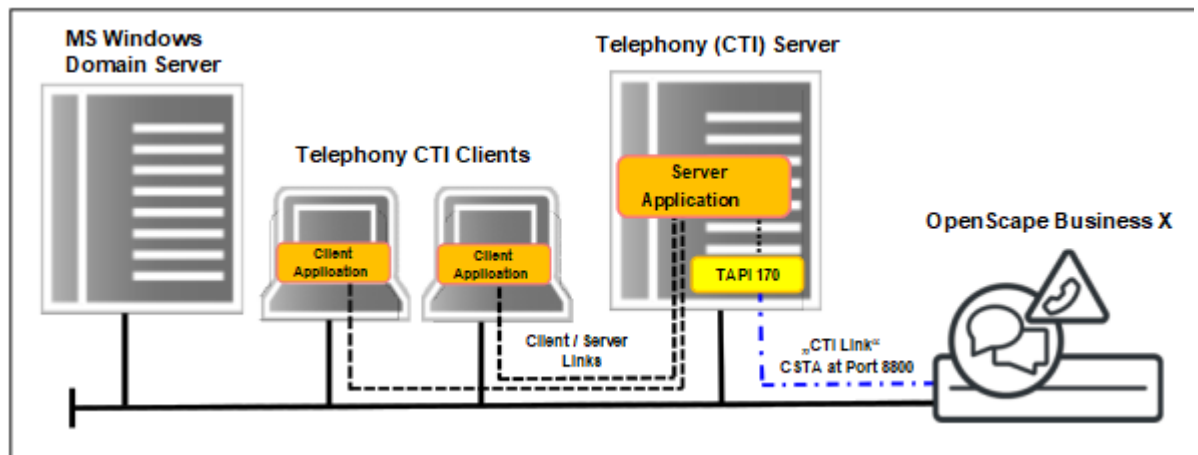 MS Windows
Domain Server
Telephony (CTI) Server
Telephony CTI Clients
Server
Application
OpenScape Business X
Client
Application
Client
Application
TAPI 170
Client / Server
Links
„CTI Link“
CSTA at Port 8800